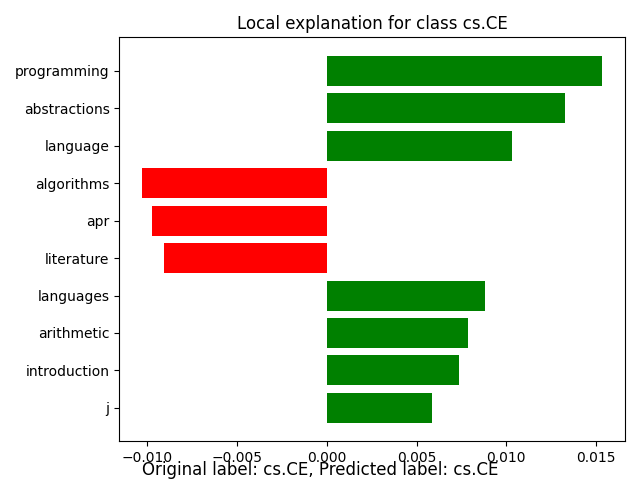 Local explanation for class cs.CE
programming
abstractions
language
algorithms
apr
literature
languages
arithmetic
introduction
j
−0.010 −0.005 0.000 0.005 0.010 0.015
Original label: cs.CE, Predicted label: cs.CE